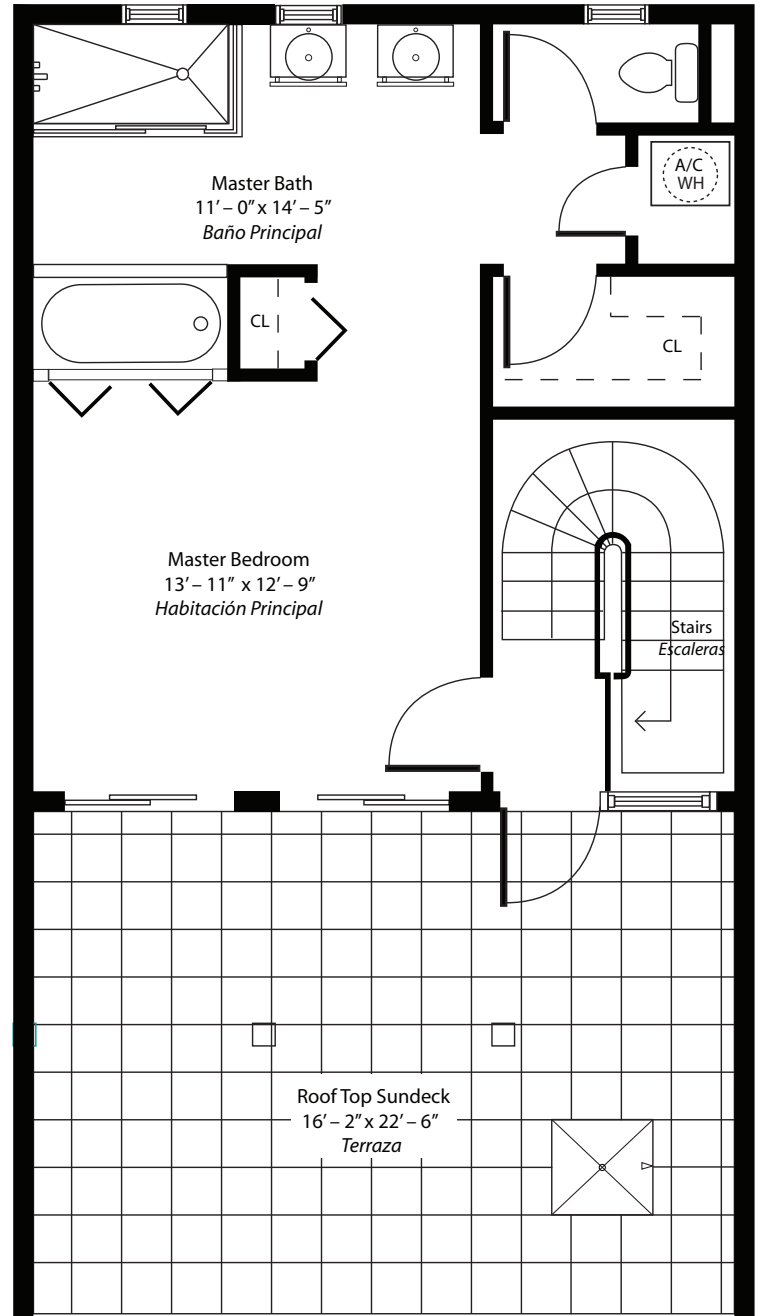 A/C
WH
Master Bath
11’ – 0” x 14’ – 5”
Baño Principal
CL
CL
Master Bedroom
13’ – 11” x 12’ – 9”
Habitación Principal
Stairs
Escaleras
Roof Top Sundeck
16’ – 2” x 22’ – 6”
Terraza